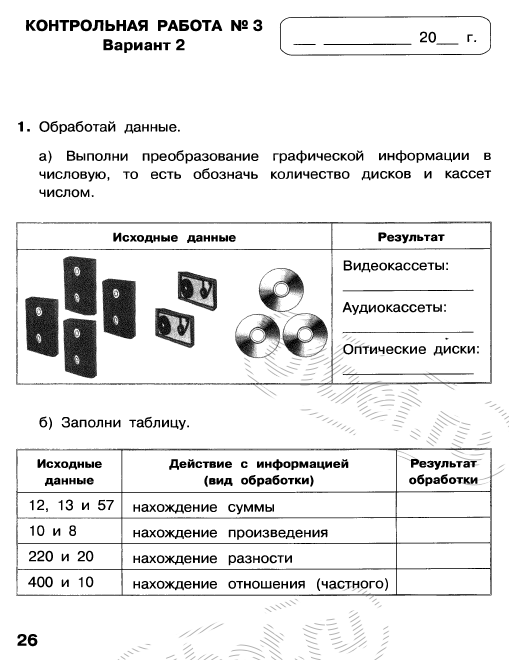 КОНТРОЛЬНАЯ РАБОТА № 3
Вариант 2
20 г.
1. Обработай данные.
а) Выполни преобразование графической информации в
числовую, то есть обозначь количество дисков и кассет
числом.
Исходные данные Результат
Видеокассеты:
Аудиокассеты:
Оптические диски:
б) Заполни таблицу.
Исходные данные Действие с информацией (вид обработки) Результат обработки
12, 13 и 57 нахождение суммы
10 и 8 нахождение произведения
220 и 20 нахождение разности
400 и 10 нахождение отношения (частного)
26